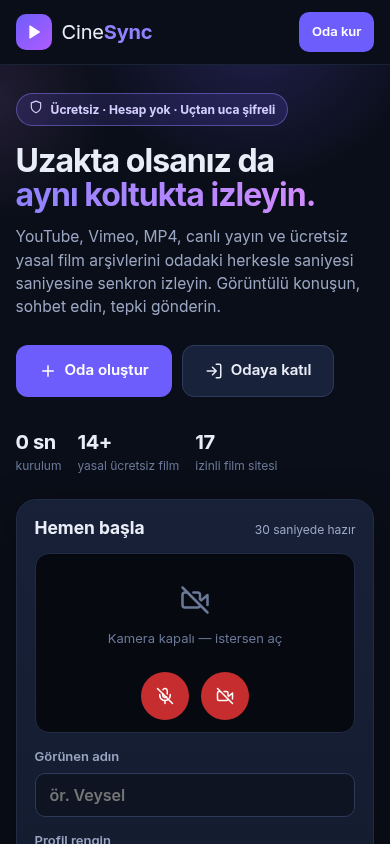 CineSync
Oda kur
Ücretsiz · Hesap yok · Uçtan uca şifreli
Uzakta olsanız da
aynı koltukta izleyin.
YouTube, Vimeo, MP4, canlı yayın ve ücretsiz
yasal film arşivlerini odadaki herkesle saniyesi
saniyesine senkron izleyin. Görüntülü konuşun,
sohbet edin, tepki gönderin.
Oda oluştur
Odaya katıl
0 sn
kurulum
14+
yasal ücretsiz film
17
izinli film sitesi
Hemen başla
30 saniyede hazır
Kamera kapalı — istersen aç
Görünen adın
ör. Veysel
Profil rengin